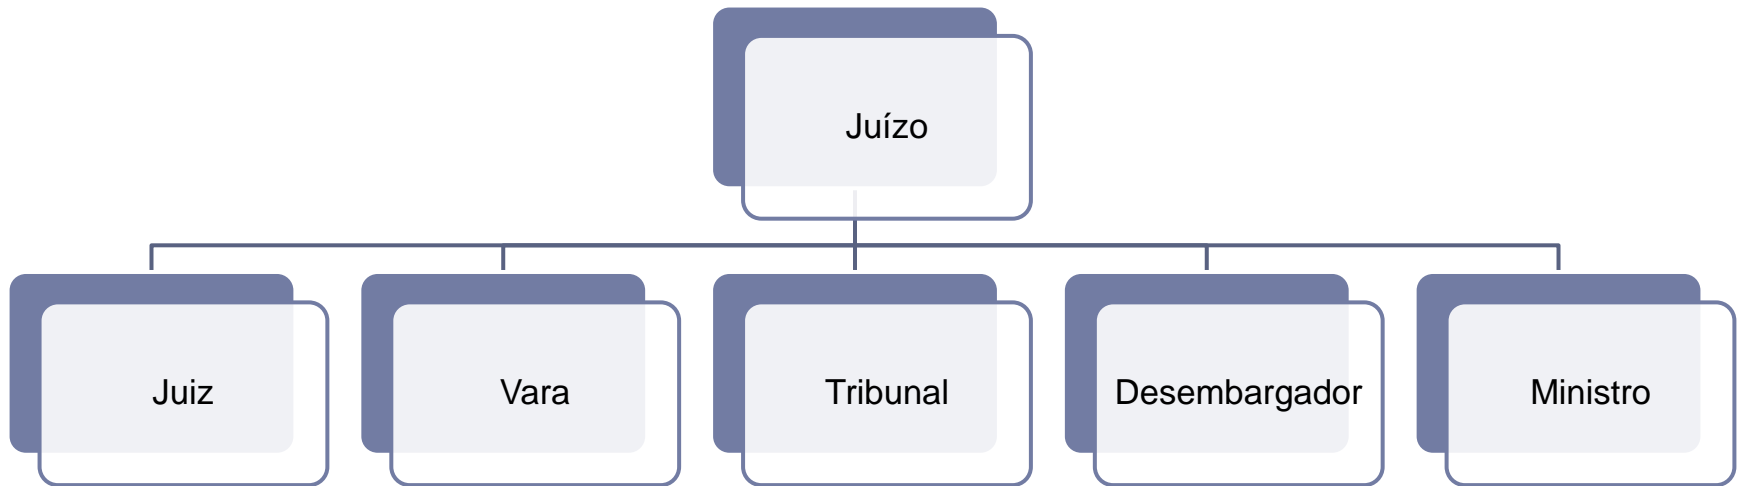 Juízo
Juiz
Vara
Tribunal
Desembargador
Ministro